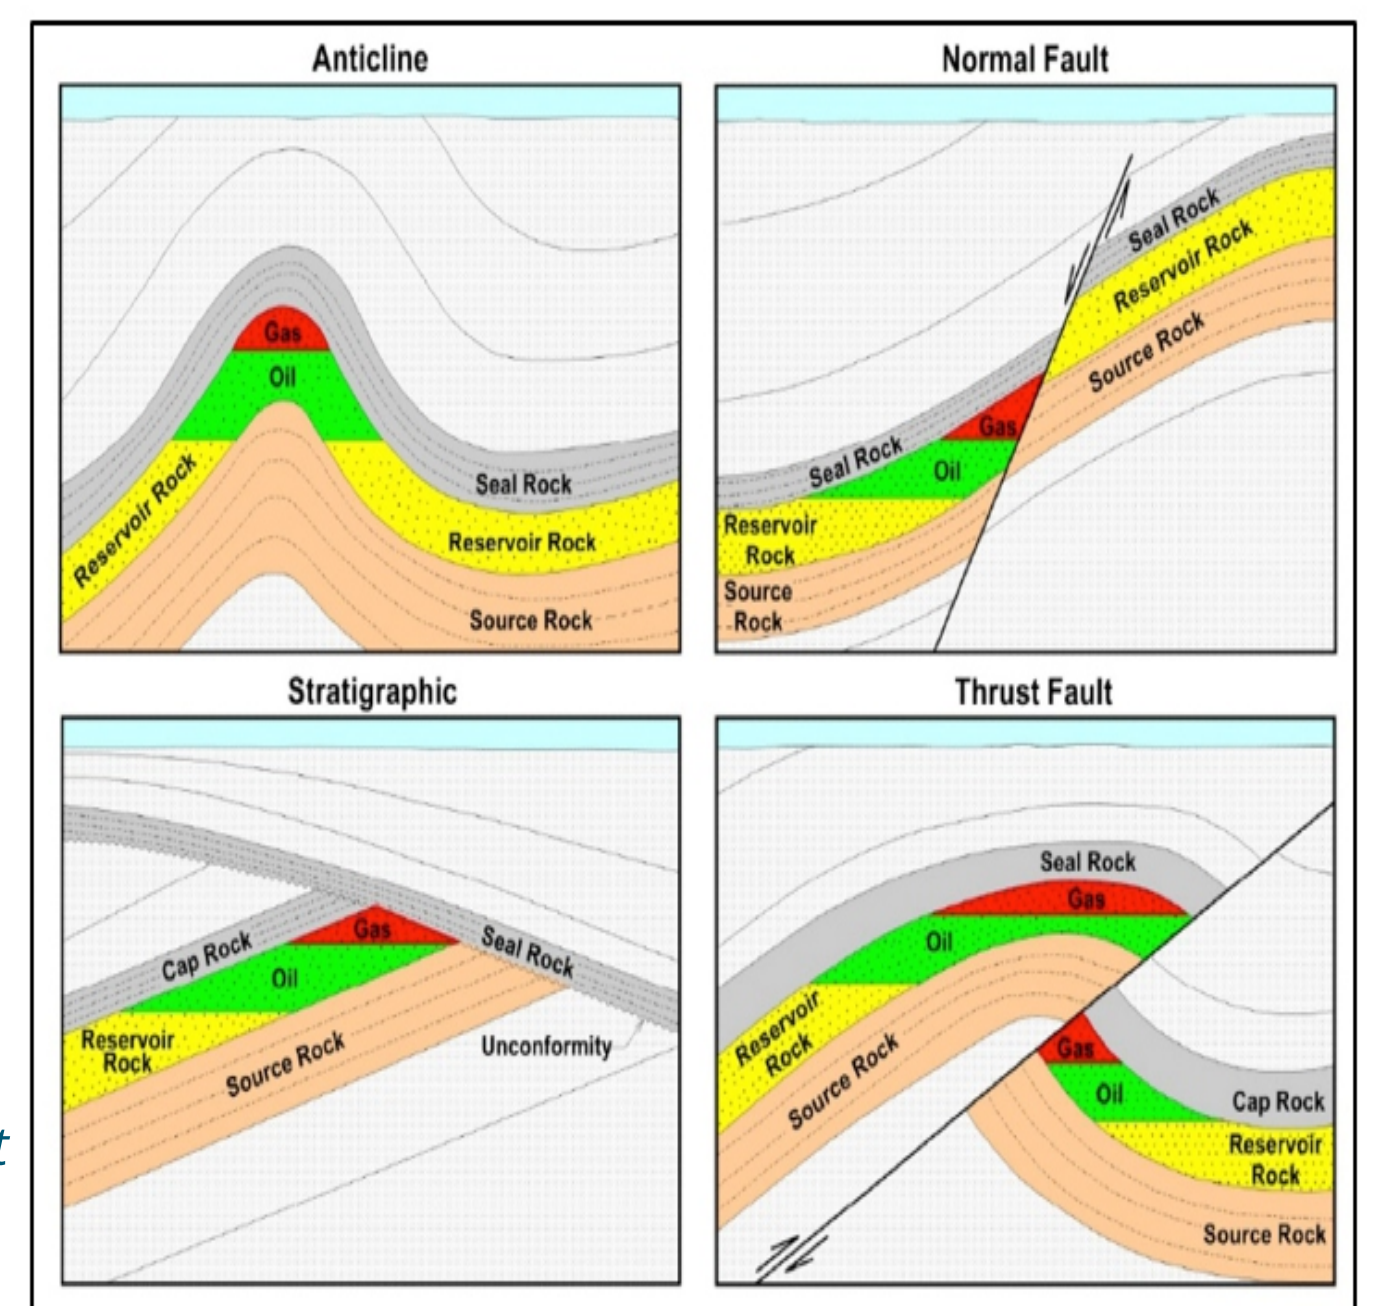 Anticline
Gas
Oil
Reservoir Rock
Seal Rock
Reservoir Rock
Source Rock
Normal Fault
Seal Rock
Reservoir Rock
Source Rock
Gas
Seal Rock
Oil
Reservoir
Rock
Source
Rock
Stratigraphic
Cap Rock
Gas
Seal Rock
Oil
Reservoir
Rock
Source Rock
Unconformity
Thrust Fault
Seal Rock
Gas
Oil
Reservoir
Rock
Source Rock
Gas
Oil
Cap Rock
Reservoir
Rock
Source Rock
t